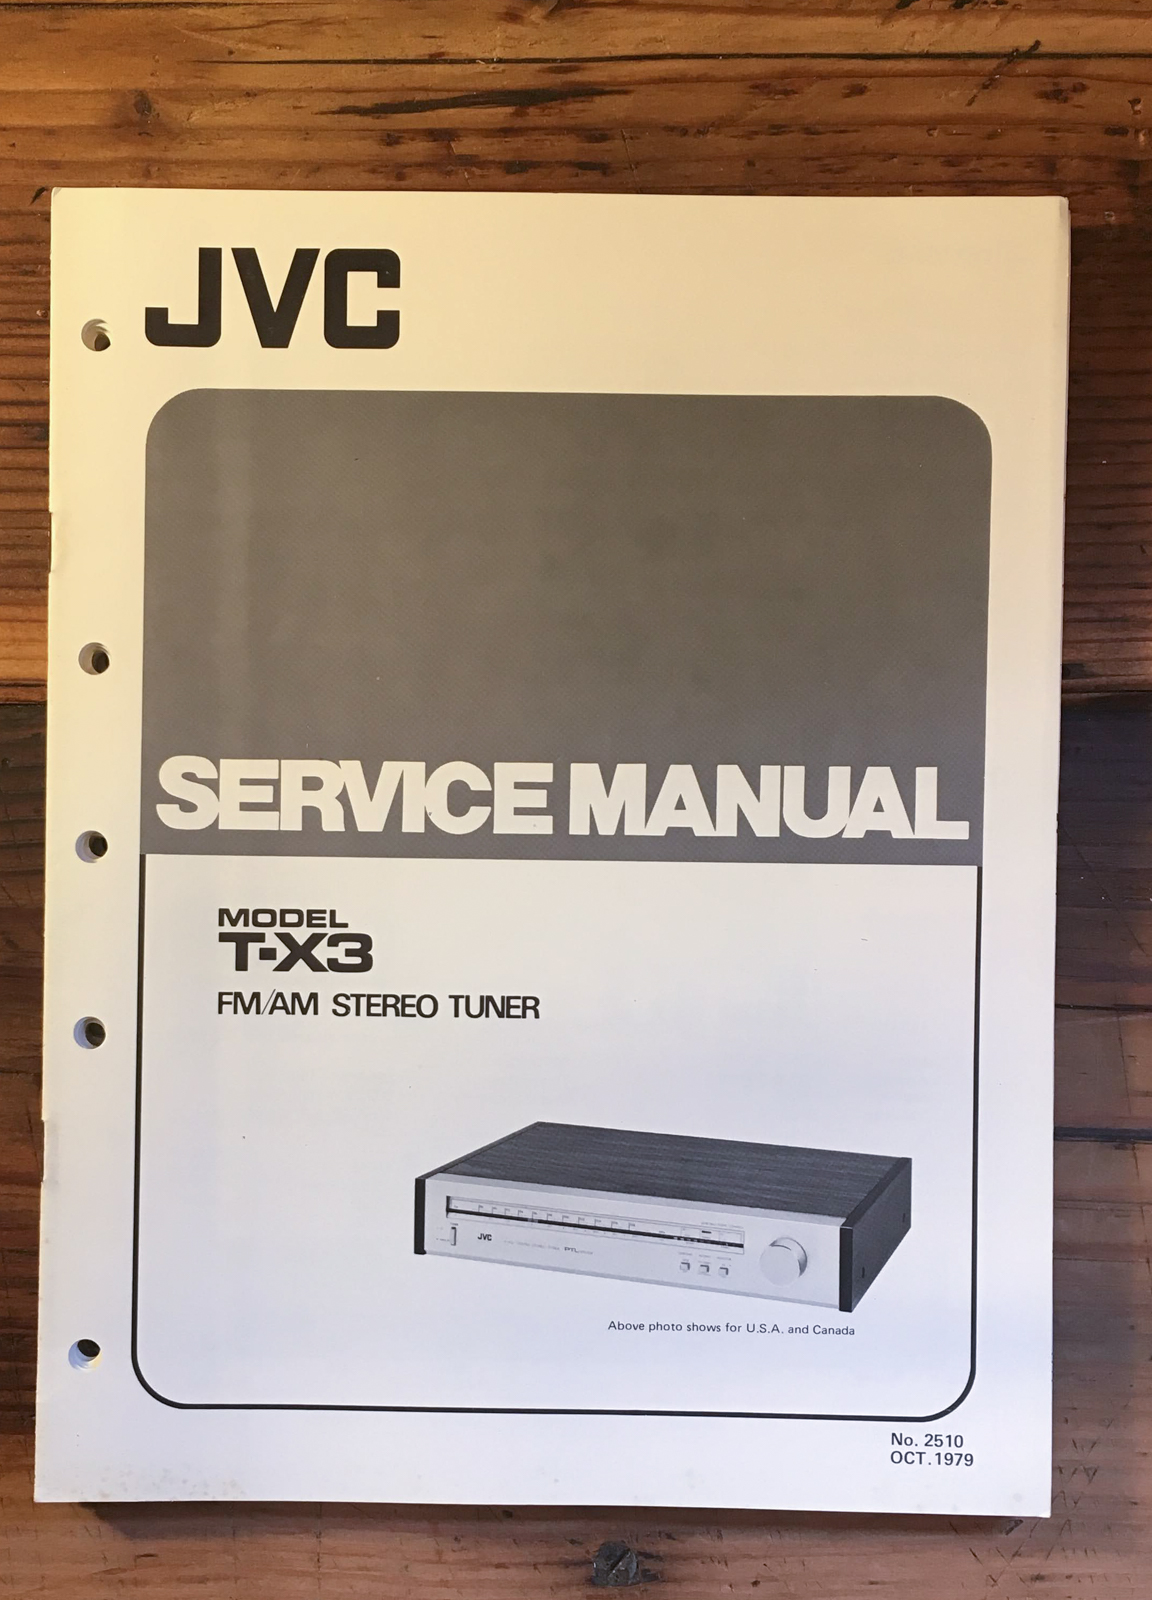 JVC
SERVICE MANUAL
MODEL
T-X3
FM/AM STEREO TUNER
JVC
Above photo shows for U.S.A. and Canada
No. 2510
OCT.1979